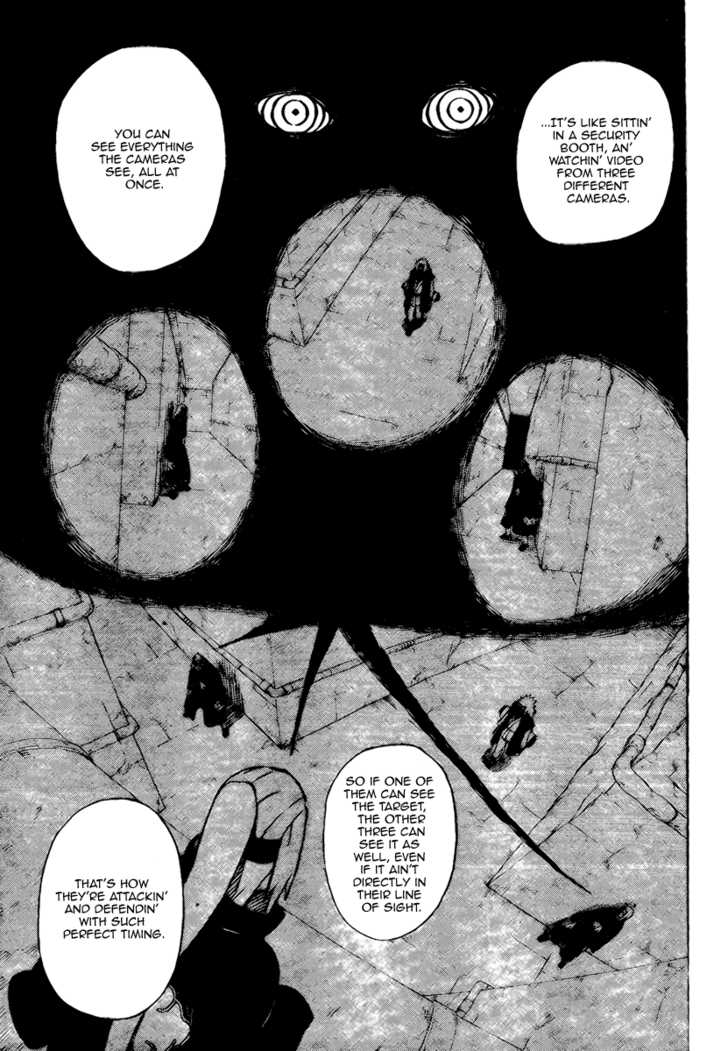 ...IT'S LIKE SITTIN'
IN A SECURITY
BOOTH, AN'
WATCHIN' VIDEO
FROM THREE
DIFFERENT
CAMERAS.
YOU CAN
SEE EVERYTHING
THE CAMERAS
SEE, ALL AT
ONCE.
SO IF ONE OF
THEM CAN SEE
THE TARGET,
THE OTHER
THREE CAN
SEE IT AS
WELL, EVEN
IF IT AIN'T
DIRECTLY IN
THEIR LINE
OF SIGHT.
THAT'S HOW
THEY'RE ATTACKIN'
AND DEFENDIN'
WITH SUCH
PERFECT TIMING.